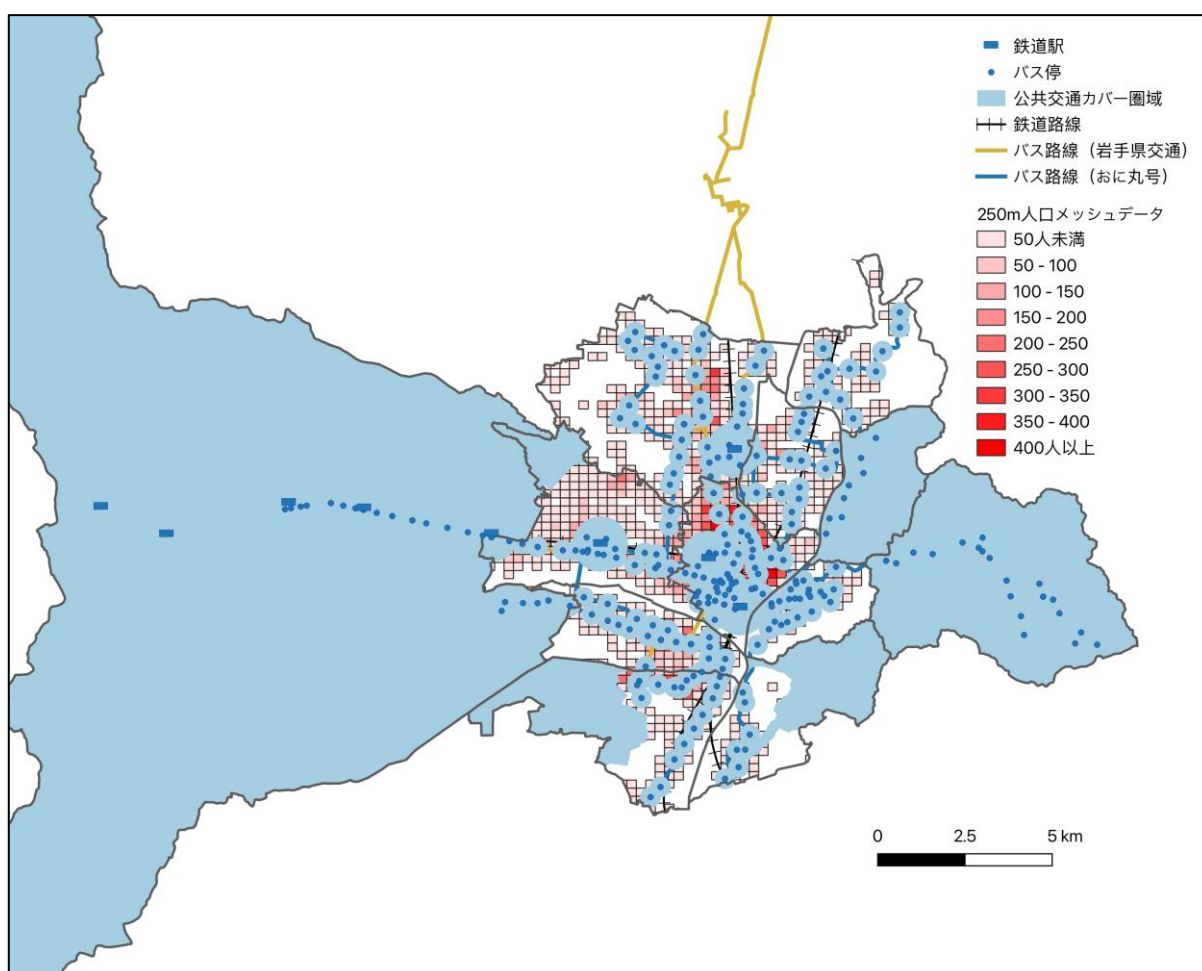 鉄道駅
バス停
公共交通カバー圏域
鉄道路線
バス路線（岩手県交通）
バス路線（おに丸号）
250m人口メッシュデータ
50人未満
50 - 100
100 - 150
150 - 200
200 - 250
250 - 300
300 - 350
350 - 400
400人以上
0 2.5 5 km